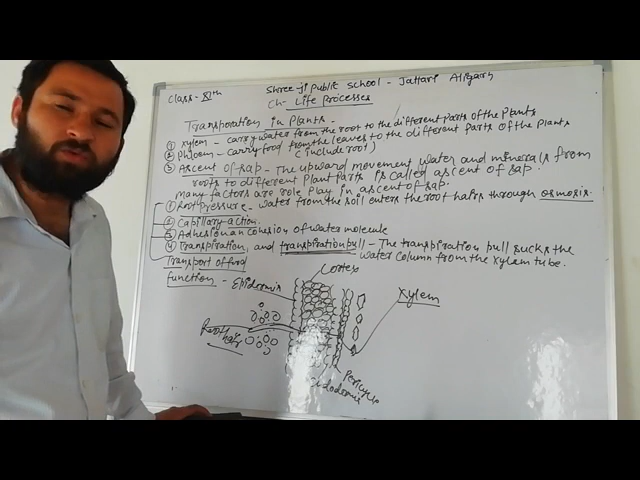 Class - XIth
Shree-ji Public School - Jattari Aligarh
Ch- Life processes
Transporation in Plants -
① Xylem - carry water from the root to the different parts of the Plants
② Phloem - carry food from the leaves to the different parts of the Plants
(include root)
③ Ascent of sap - The upward movement water and minerals from
roots to different Plant parts is called ascent of sap.
many factors are role Play in ascent of sap.
① Root Pressure - water from the soil enters the root hairs through osmosis.
② Capillary action.
③ Adhesion an cohesion of water molecule
④ Transpiration, and transpiration pull - The transpiration pull sucks the
water column from the xylem tube.
Transport of food
function -
Epidermis
Cortex
Xylem
Root
hair
Pericycle